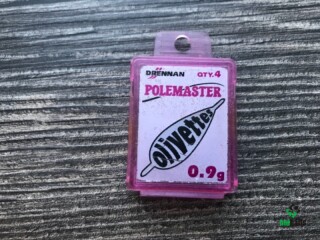 DRENNAN QTY.4
POLEMASTER
olivettes
0.9g